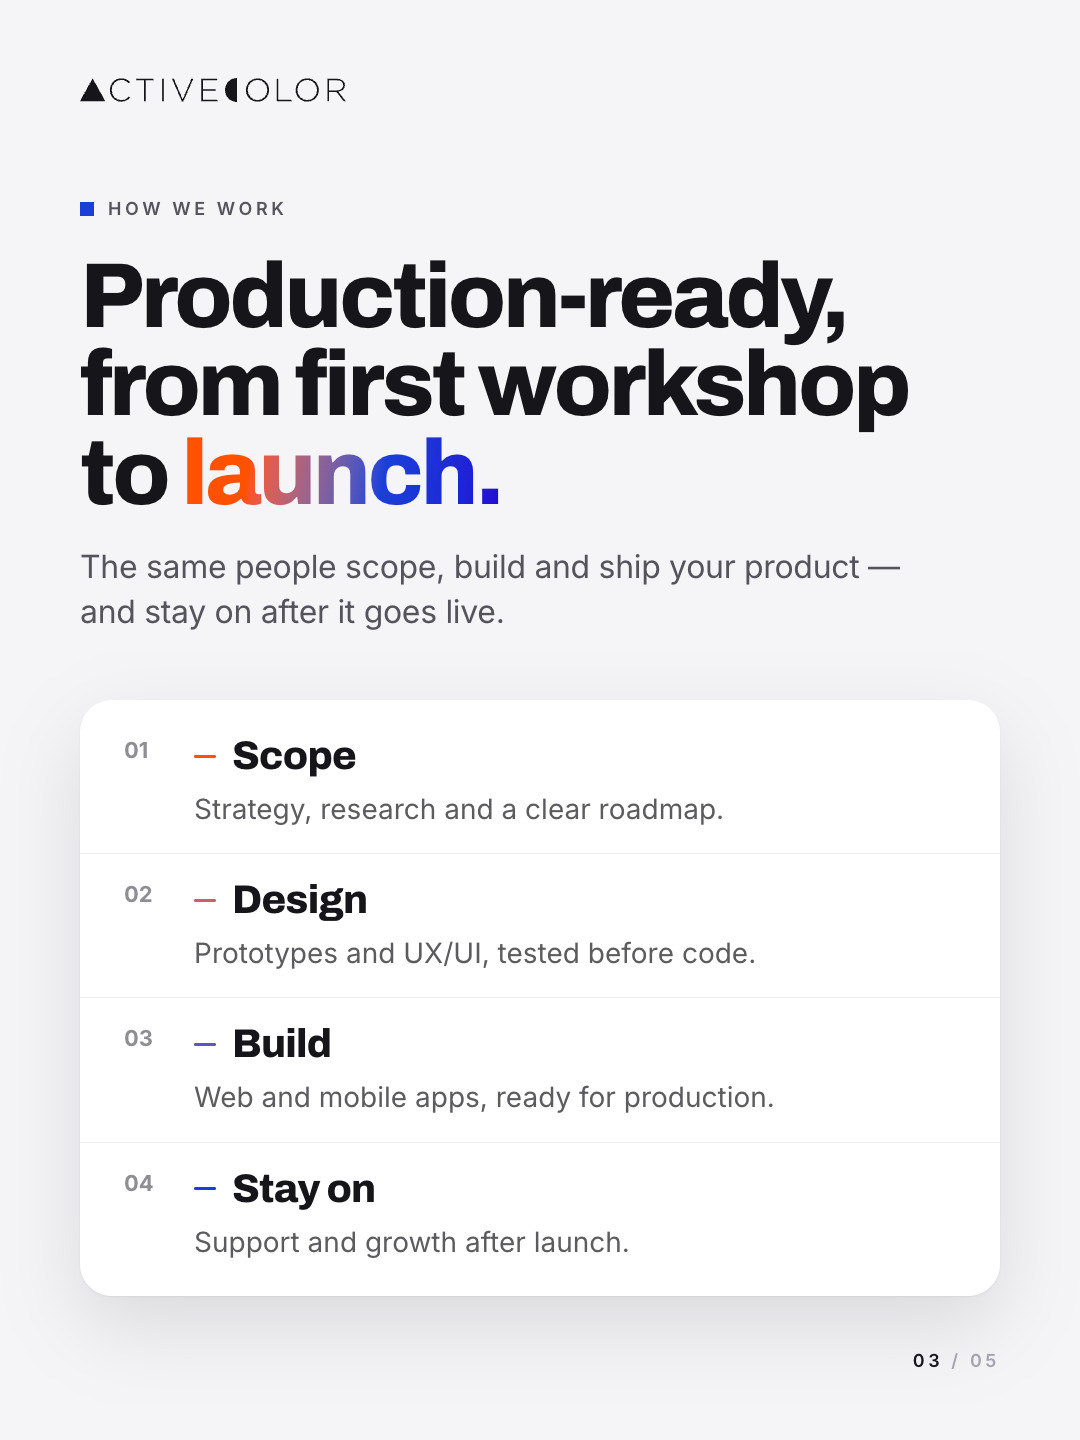 ACTIVECOLOR
HOW WE WORK
Production-ready,
from first workshop
to launch.
The same people scope, build and ship your product —
and stay on after it goes live.
01 — Scope
Strategy, research and a clear roadmap.
02 — Design
Prototypes and UX/UI, tested before code.
03 — Build
Web and mobile apps, ready for production.
04 — Stay on
Support and growth after launch.
03 / 05